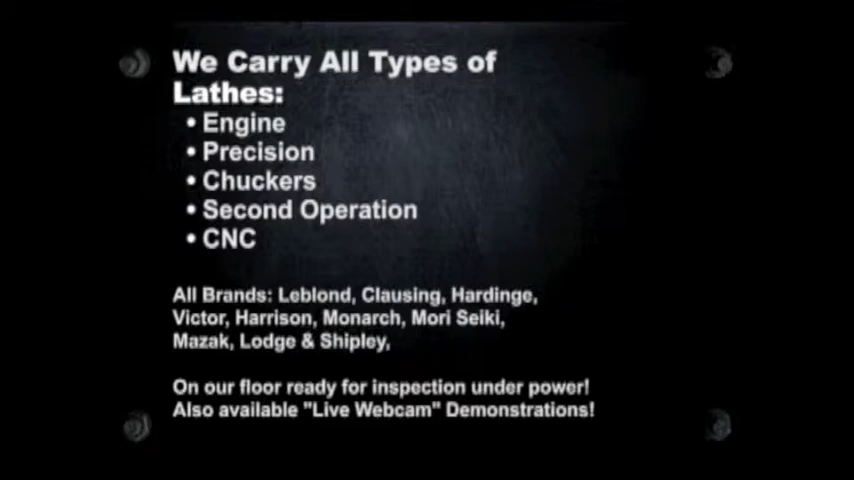 We Carry All Types of
Lathes:
• Engine
• Precision
• Chuckers
• Second Operation
• CNC
All Brands: Leblond, Clausing, Hardinge,
Victor, Harrison, Monarch, Mori Seiki,
Mazak, Lodge & Shipley,
On our floor ready for inspection under power!
Also available "Live Webcam" Demonstrations!